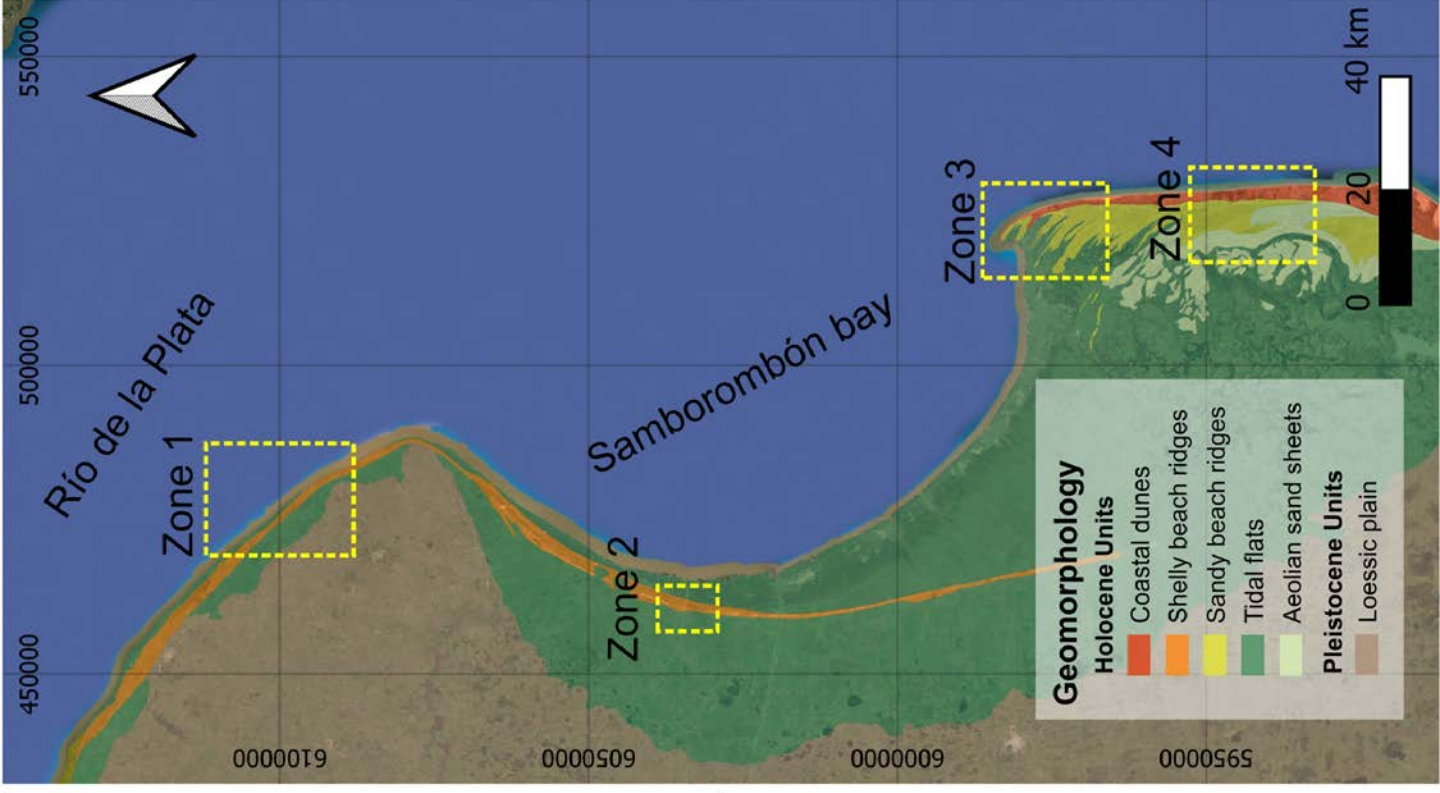 450000
500000
550000
6100000
6050000
6000000
5950000
Río de la Plata
Zone 1
Samborombón bay
Zone 2
Zone 3
Zone 4
Geomorphology
Holocene Units
Coastal dunes
Shelly beach ridges
Sandy beach ridges
Tidal flats
Aeolian sand sheets
Pleistocene Units
Loessic plain
0 20 40 km